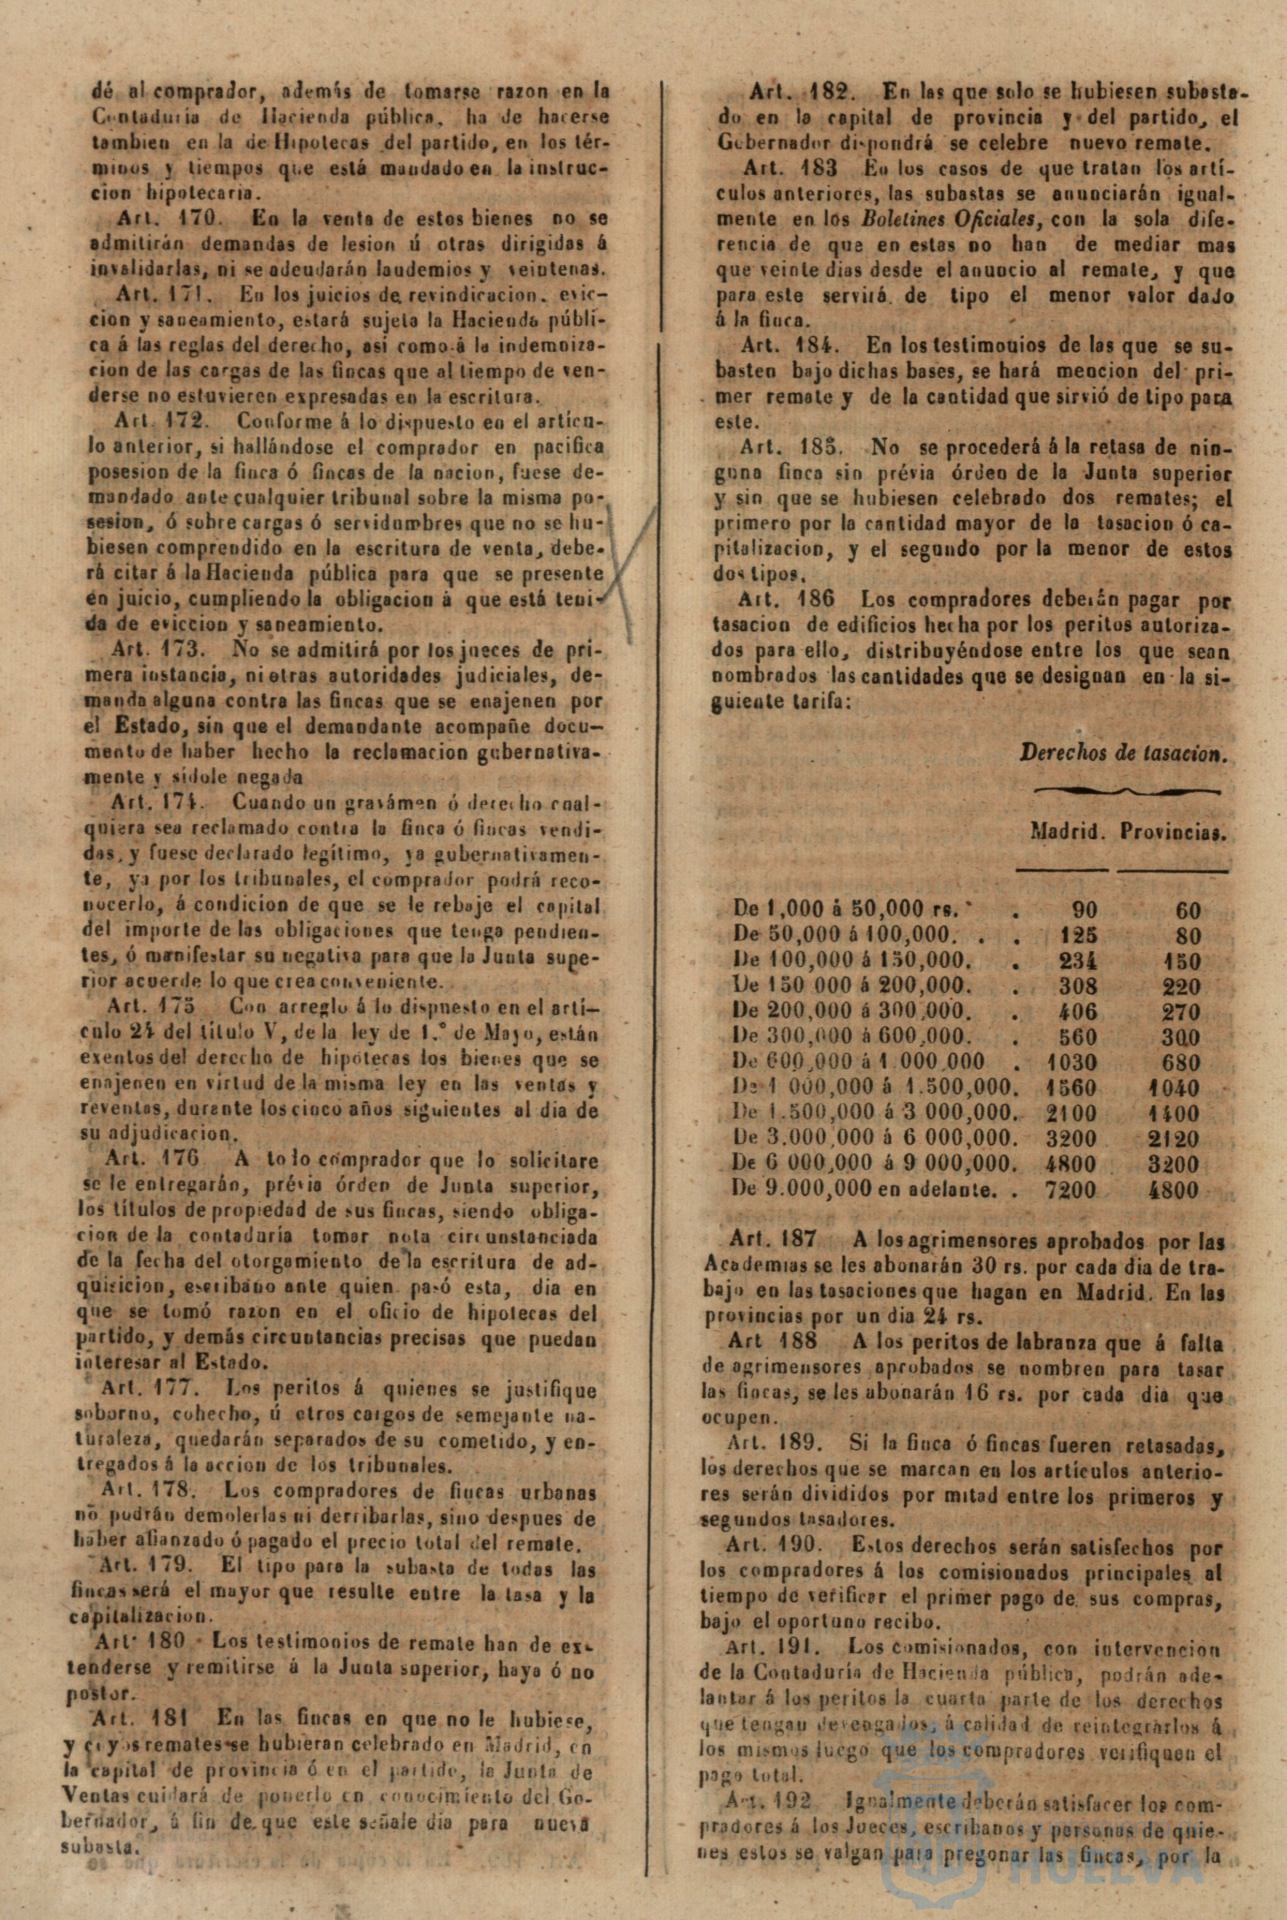 dé al comprador, además de tomarse razon en la
Contaduria de Hacienda pública, ha de hacerse
tambien en la de Hipotecas del partido, en los tér-
minos y tiempos que está mandado en la instruc-
cion hipotecaria.
Art. 170. En la venta de estos bienes no se
admitirán demandas de lesion ú otras dirigidas á
invalidarlas, ni se adeudarán laudemios y veintenas.
Art. 171. En los juicios de revindicacion, evic-
cion y saneamiento, estará sujeta la Hacienda públi-
ca á las reglas del derecho, asi como á la indemniza-
cion de las cargas de las fincas que al tiempo de ven-
derse no estuvieren expresadas en la escritura.
Art. 172. Conforme á lo dispuesto en el artícu-
lo anterior, si hallándose el comprador en pacifica
posesion de la finca ó fincas de la nacion, fuese de-
mandado ante cualquier tribunal sobre la misma po-
sesion, ó sobre cargas ó servidumbres que no se hu-
biesen comprendido en la escritura de venta, debe-
rá citar á la Hacienda pública para que se presente
en juicio, cumpliendo la obligacion á que está teni-
da de eviccion y saneamiento.
Art. 173. No se admitirá por los jueces de pri-
mera instancia, ni otras autoridades judiciales, de-
manda alguna contra las fincas que se enajenen por
el Estado, sin que el demandante acompañe docu-
mento de haber hecho la reclamacion gubernativa-
mente y sidole negada
Art. 174. Cuando un gravámen ó derecho cual-
quiera sea reclamado contra la finca ó fincas vendi-
das, y fuese declarado legítimo, ya gubernativamen-
te, ya por los tribunales, el comprador podrá reco-
nocerlo, á condicion de que se le rebaje el capital
del importe de las obligaciones que tenga pendien-
tes, ó manifestar su negativa para que la Junta supe-
rior acuerde lo que crea conveniente.
Art. 175 Con arreglo á lo dispuesto en el artí-
culo 24 del título V, de la ley de 1.º de Mayo, están
exentos del derecho de hipotecas los bienes que se
enajenen en virtud de la misma ley en las ventas y
reventas, durante los cinco años siguientes al dia de
su adjudicacion.
Art. 176 A todo comprador que lo solicitare
se le entregarán, prévia órden de Junta superior,
los títulos de propiedad de sus fincas, siendo obliga-
cion de la contaduría tomar nota circunstanciada
de la fecha del otorgamiento de la escritura de ad-
quisicion, escribano ante quien pasó esta, dia en
que se tomó razon en el oficio de hipotecas del
partido, y demás circuntancias precisas que puedan
interesar al Estado.
Art. 177. Los peritos á quienes se justifique
soborno, cohecho, ú otros cargos de semejante na-
turaleza, quedarán separados de su cometido, y en-
tregados á la accion de los tribunales.
Art. 178. Los compradores de fincas urbanas
no podrán demolerlas ni derribarlas, sino despues de
haber afianzado ó pagado el precio total del remate.
Art. 179. El tipo para la subasta de todas las
fincas será el mayor que resulte entre la tasa y la
capitalizacion.
Art. 180 Los testimonios de remate han de ex-
tenderse y remitirse á la Junta superior, haya ó no
postor.
Art. 181 En las fincas en que no le hubiese,
y cuyos remates se hubieran celebrado en Madrid, en
la capital de provincia ó en el partido, la Junta de
Ventas cuidará de ponerlo en conocimiento del Go-
bernador, á fin de que este señale dia para nueva
subasta.
Art. 182. En las que solo se hubiesen subasta-
do en la capital de provincia y del partido, el
Gobernador dispondrá se celebre nuevo remate.
Art. 183 En los casos de que tratan los artí-
culos anteriores, las subastas se anunciarán igual-
mente en los Boletines Oficiales, con la sola dife-
rencia de que en estas no han de mediar mas
que veinte dias desde el anuncio al remate, y que
para este servirá de tipo el menor valor dado
á la finca.
Art. 184. En los testimonios de las que se su-
basten bajo dichas bases, se hará mencion del pri-
mer remate y de la cantidad que sirvió de tipo para
este.
Art. 185. No se procederá á la retasa de nin-
guna finca sin prévia órden de la Junta superior
y sin que se hubiesen celebrado dos remates; el
primero por la cantidad mayor de la tasacion ó ca-
pitalizacion, y el segundo por la menor de estos
dos tipos.
Art. 186 Los compradores deberán pagar por
tasacion de edificios hecha por los peritos autoriza-
dos para ello, distribuyéndose entre los que sean
nombrados las cantidades que se designan en la si-
guiente tarifa:
Derechos de tasacion.
Madrid. Provincias.
De 1,000 á 50,000 rs. . 90 60
De 50,000 á 100,000. . . 125 80
De 100,000 á 150,000. . 234 150
De 150 000 á 200,000. . 308 220
De 200,000 á 300,000. . 406 270
De 300,000 á 600,000. . 560 300
De 600,000 á 1.000,000 . 1030 680
De 1 000,000 á 1.500,000. 1560 1040
De 1.500,000 á 3 000,000. 2100 1400
De 3.000,000 á 6 000,000. 3200 2120
De 6 000,000 á 9 000,000. 4800 3200
De 9.000,000 en adelante. . 7200 4800
Art. 187 A los agrimensores aprobados por las
Academias se les abonarán 30 rs. por cada dia de tra-
bajo en las tasaciones que hagan en Madrid. En las
provincias por un dia 24 rs.
Art 188 A los peritos de labranza que á falta
de agrimensores aprobados se nombren para tasar
las fincas, se les abonarán 16 rs. por cada dia que
ocupen.
Art. 189. Si la finca ó fincas fueren retasadas,
los derechos que se marcan en los artículos anterio-
res serán divididos por mitad entre los primeros y
segundos tasadores.
Art. 190. Estos derechos serán satisfechos por
los compradores á los comisionados principales al
tiempo de verificar el primer pago de sus compras,
bajo el oportuno recibo.
Art. 191. Los comisionados, con intervencion
de la Contaduría de Hacienda pública, podrán ade-
lantar á los peritos la cuarta parte de los derechos
que tengan devengados, á calidad de reintegrarlos á
los mismos luego que los compradores verifiquen el
pago total.
Art. 192 Igualmente deberán satisfacer los com-
pradores á los Jueces, escribanos y personas de quie-
nes estos se valgan para pregonar las fincas, por la
HUELVA